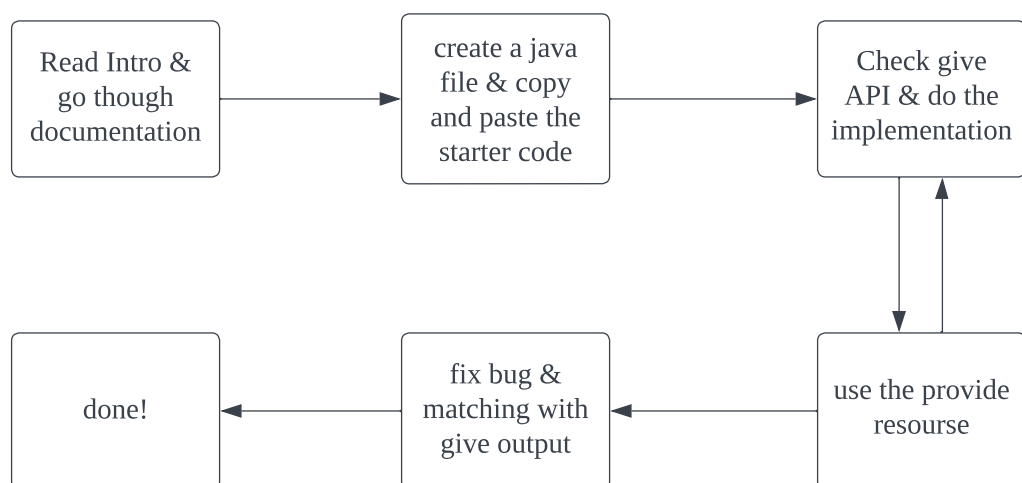 Read Intro &
go though
documentation
create a java
file & copy
and paste the
starter code
Check give
API & do the
implementation
use the provide
resourse
fix bug &
matching with
give output
done!